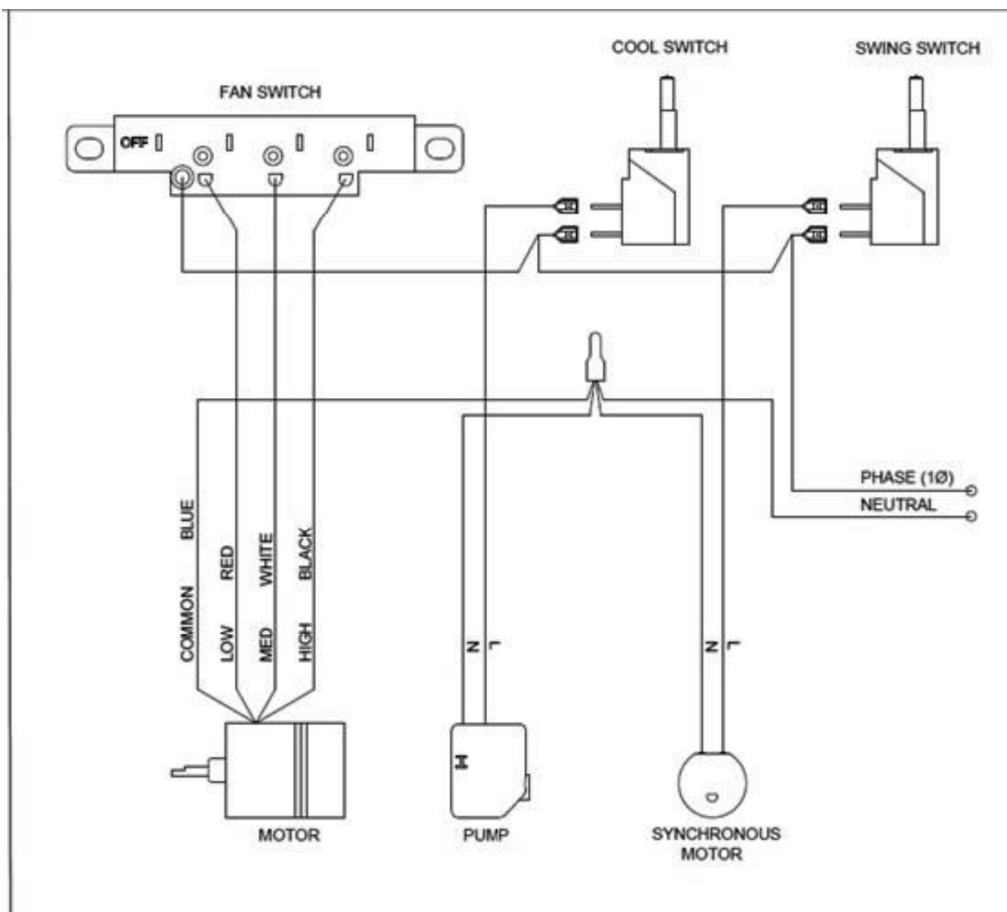 COOL SWITCH
SWING SWITCH
FAN SWITCH
OFF
PHASE (1Ø)
NEUTRAL
COMMON BLUE
LOW RED
MED WHITE
HIGH BLACK
N L
N L
MOTOR
PUMP
SYNCHRONOUS
MOTOR